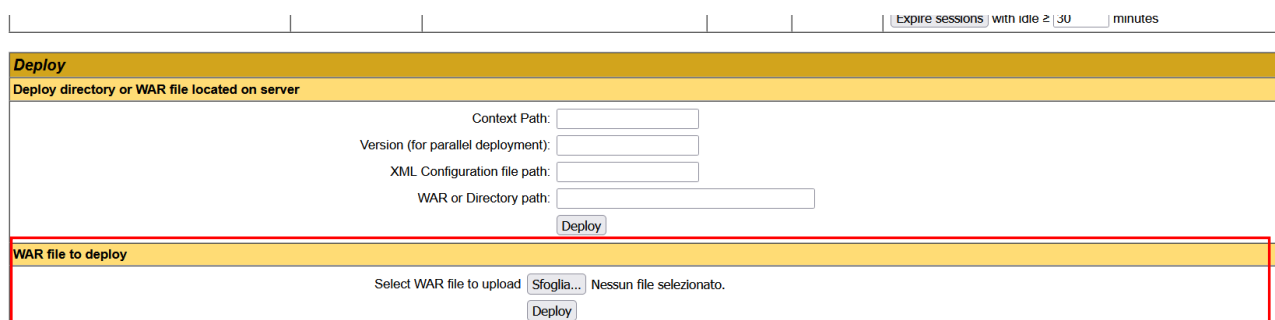 Expire sessions with idle ≥ 30 minutes
Deploy
Deploy directory or WAR file located on server
Context Path:
Version (for parallel deployment):
XML Configuration file path:
WAR or Directory path:
Deploy
WAR file to deploy
Select WAR file to upload Sfoglia... Nessun file selezionato.
Deploy